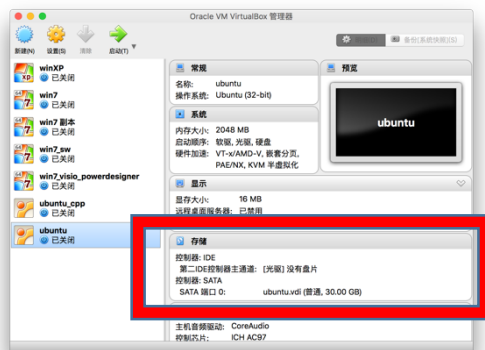 Oracle VM VirtualBox 管理器
新建(N) 设置(S) 清除 启动(T)
备份[系统快照](S)
winXP
已关闭
win7
已关闭
win7 副本
已关闭
win7_sw
已关闭
win7_visio_powerdesigner
已关闭
ubuntu_cpp
已关闭
ubuntu
已关闭
常规
名称: ubuntu
操作系统: Ubuntu (32-bit)
预览
ubuntu
系统
内存大小: 2048 MB
启动顺序: 软驱, 光驱, 硬盘
硬件加速: VT-x/AMD-V, 嵌套分页,
PAE/NX, KVM 半虚拟化
显示
显存大小: 16 MB
远程桌面服务器: 已禁用
存储
控制器: IDE
第二IDE控制器主通道: [光驱] 没有盘片
控制器: SATA
SATA 端口 0: ubuntu.vdi (普通, 30.00 GB)
主机音频驱动: CoreAudio
控制芯片: ICH AC97